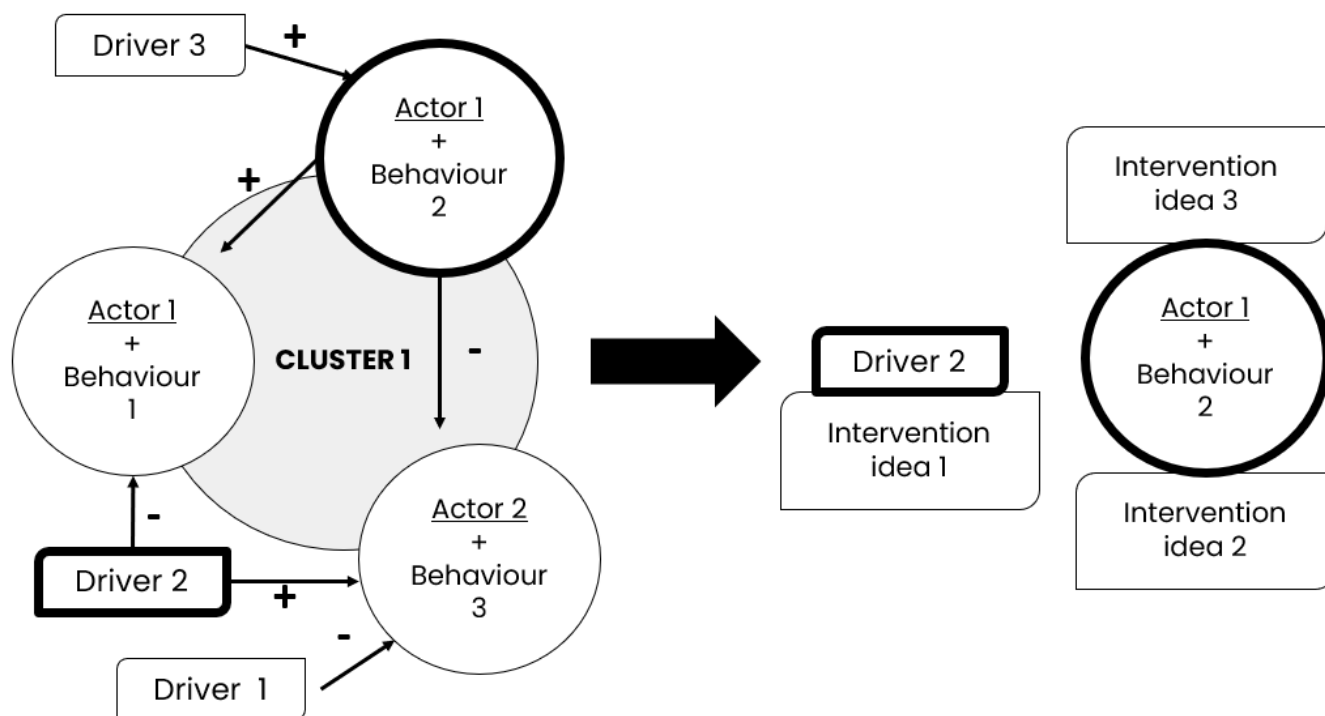 Driver 3
+
Actor 1
+
Behaviour
2
+
Actor 1
+
Behaviour
1
CLUSTER 1
-
-
Driver 2
+
Actor 2
+
Behaviour
3
-
Driver 1
Driver 2
Intervention
idea 1
Intervention
idea 3
Actor 1
+
Behaviour
2
Intervention
idea 2